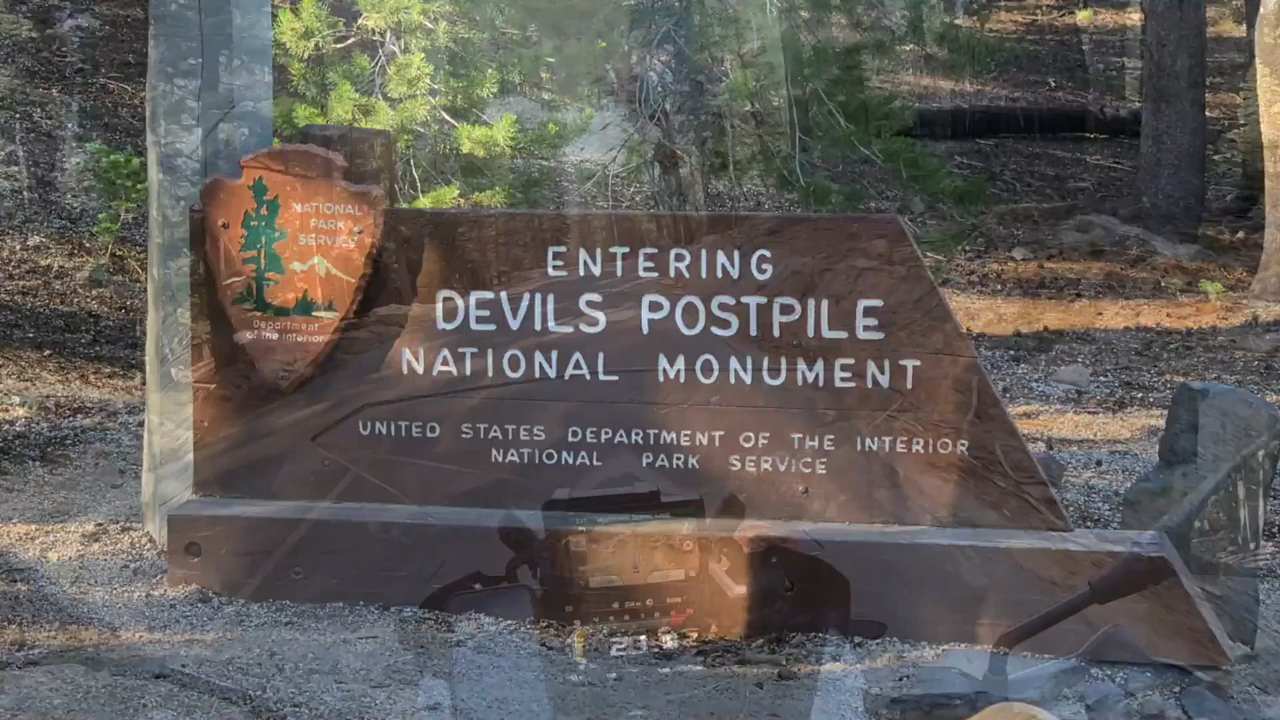 NATIONAL
PARK
SERVICE
Department
of the Interior
ENTERING
DEVILS POSTPILE
NATIONAL MONUMENT
UNITED STATES DEPARTMENT OF THE INTERIOR
NATIONAL PARK SERVICE